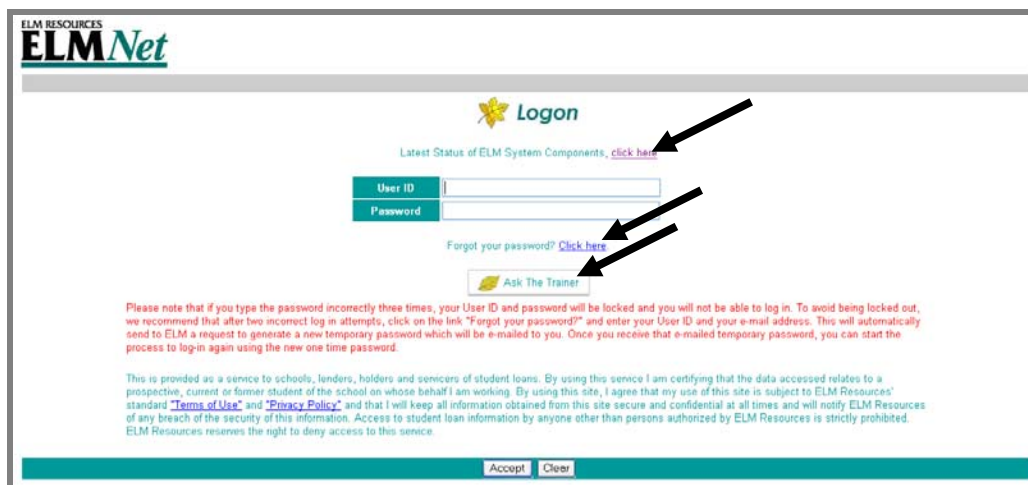 ELM RESOURCES
ELMNet
Logon
Latest Status of ELM System Components, click here
User ID
Password
Forgot your password? Click here.
Ask The Trainer
Please note that if you type the password incorrectly three times, your User ID and password will be locked and you will not be able to log in. To avoid being locked out,
we recommend that after two incorrect log in attempts, click on the link "Forgot your password?" and enter your User ID and your e-mail address. This will automatically
send to ELM a request to generate a new temporary password which will be e-mailed to you. Once you receive that e-mailed temporary password, you can start the
process to log-in again using the new one time password.
This is provided as a service to schools, lenders, holders and servicers of student loans. By using this service I am certifying that the data accessed relates to a
prospective, current or former student of the school on whose behalf I am working. By using this site, I agree that my use of this site is subject to ELM Resources'
standard "Terms of Use" and "Privacy Policy" and that I will keep all information obtained from this site secure and confidential at all times and will notify ELM Resources
of any breach of the security of this information. Access to student loan information by anyone other than persons authorized by ELM Resources is strictly prohibited.
ELM Resources reserves the right to deny access to this service.
Accept Clear